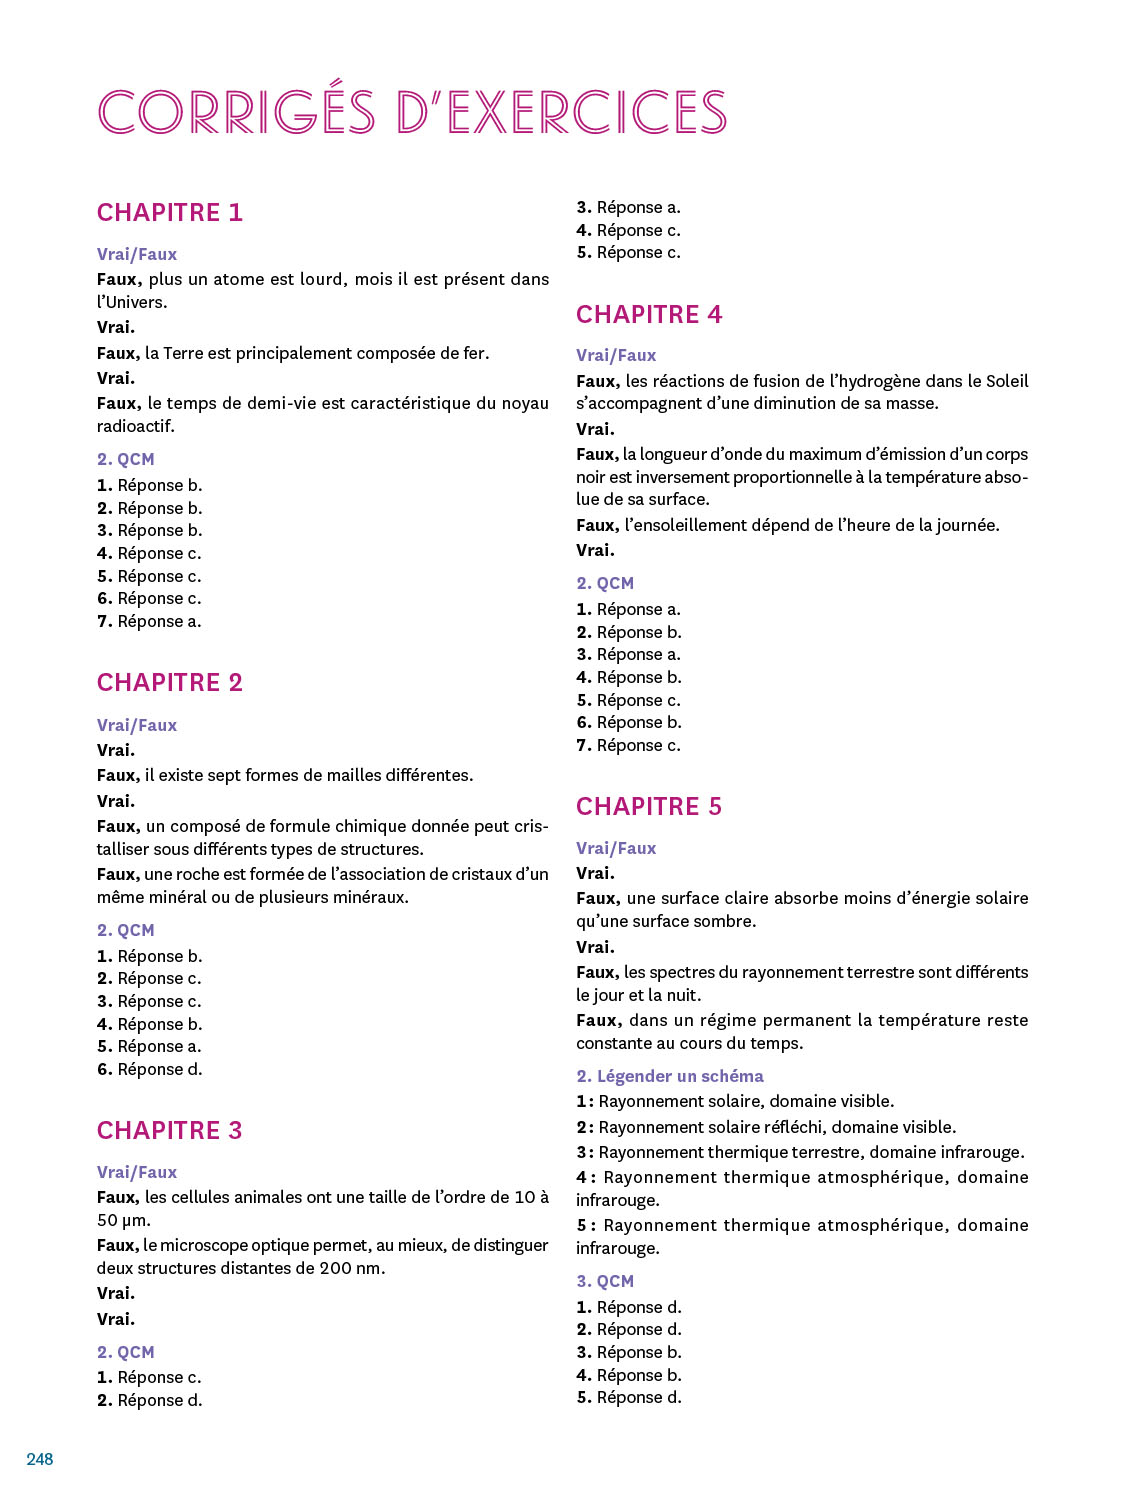 CORRIGÉS D'EXERCICES
CHAPITRE 1
Vrai/Faux
Faux, plus un atome est lourd, mois il est présent dans
l’Univers.
Vrai.
Faux, la Terre est principalement composée de fer.
Vrai.
Faux, le temps de demi-vie est caractéristique du noyau
radioactif.
2. QCM
1. Réponse b.
2. Réponse b.
3. Réponse b.
4. Réponse c.
5. Réponse c.
6. Réponse c.
7. Réponse a.
CHAPITRE 2
Vrai/Faux
Vrai.
Faux, il existe sept formes de mailles différentes.
Vrai.
Faux, un composé de formule chimique donnée peut cris-
talliser sous différents types de structures.
Faux, une roche est formée de l’association de cristaux d’un
même minéral ou de plusieurs minéraux.
2. QCM
1. Réponse b.
2. Réponse c.
3. Réponse c.
4. Réponse b.
5. Réponse a.
6. Réponse d.
CHAPITRE 3
Vrai/Faux
Faux, les cellules animales ont une taille de l’ordre de 10 à
50 µm.
Faux, le microscope optique permet, au mieux, de distinguer
deux structures distantes de 200 nm.
Vrai.
Vrai.
2. QCM
1. Réponse c.
2. Réponse d.
3. Réponse a.
4. Réponse c.
5. Réponse c.
CHAPITRE 4
Vrai/Faux
Faux, les réactions de fusion de l’hydrogène dans le Soleil
s’accompagnent d’une diminution de sa masse.
Vrai.
Faux, la longueur d’onde du maximum d’émission d’un corps
noir est inversement proportionnelle à la température abso-
lue de sa surface.
Faux, l’ensoleillement dépend de l’heure de la journée.
Vrai.
2. QCM
1. Réponse a.
2. Réponse b.
3. Réponse a.
4. Réponse b.
5. Réponse c.
6. Réponse b.
7. Réponse c.
CHAPITRE 5
Vrai/Faux
Vrai.
Faux, une surface claire absorbe moins d’énergie solaire
qu’une surface sombre.
Vrai.
Faux, les spectres du rayonnement terrestre sont différents
le jour et la nuit.
Faux, dans un régime permanent la température reste
constante au cours du temps.
2. Légender un schéma
1 : Rayonnement solaire, domaine visible.
2 : Rayonnement solaire réfléchi, domaine visible.
3 : Rayonnement thermique terrestre, domaine infrarouge.
4 : Rayonnement thermique atmosphérique, domaine
infrarouge.
5 : Rayonnement thermique atmosphérique, domaine
infrarouge.
3. QCM
1. Réponse d.
2. Réponse d.
3. Réponse b.
4. Réponse b.
5. Réponse d.
248